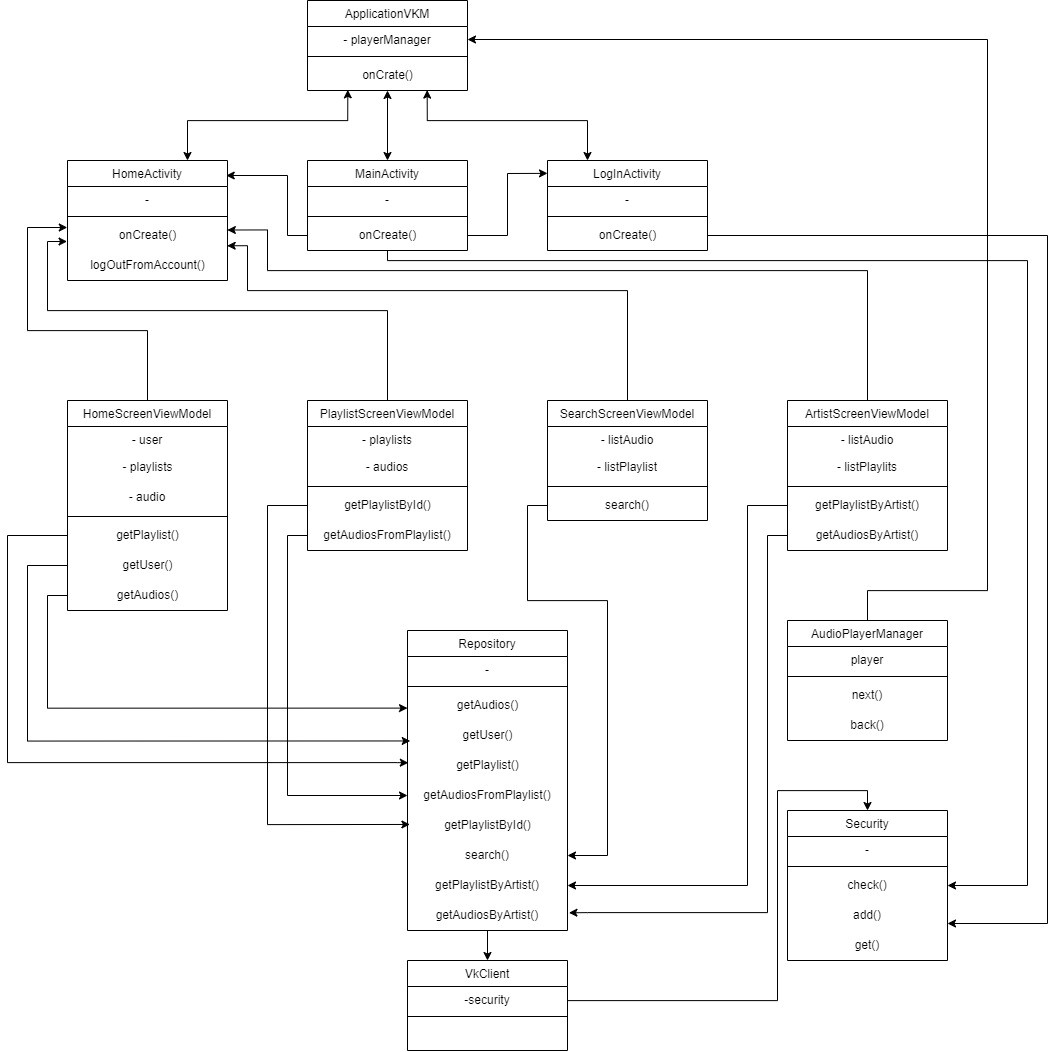 ApplicationVKM
- playerManager
onCrate()
HomeActivity
-
onCreate()
logOutFromAccount()
MainActivity
-
onCreate()
LogInActivity
-
onCreate()
HomeScreenViewModel
- user
- playlists
- audio
getPlaylist()
getUser()
getAudios()
PlaylistScreenViewModel
- playlists
- audios
getPlaylistById()
getAudiosFromPlaylist()
SearchScreenViewModel
- listAudio
- listPlaylist
search()
ArtistScreenViewModel
- listAudio
- listPlaylits
getPlaylistByArtist()
getAudiosByArtist()
AudioPlayerManager
player
next()
back()
Repository
-
getAudios()
getUser()
getPlaylist()
getAudiosFromPlaylist()
getPlaylistById()
search()
getPlaylistByArtist()
getAudiosByArtist()
Security
-
check()
add()
get()
VkClient
-security